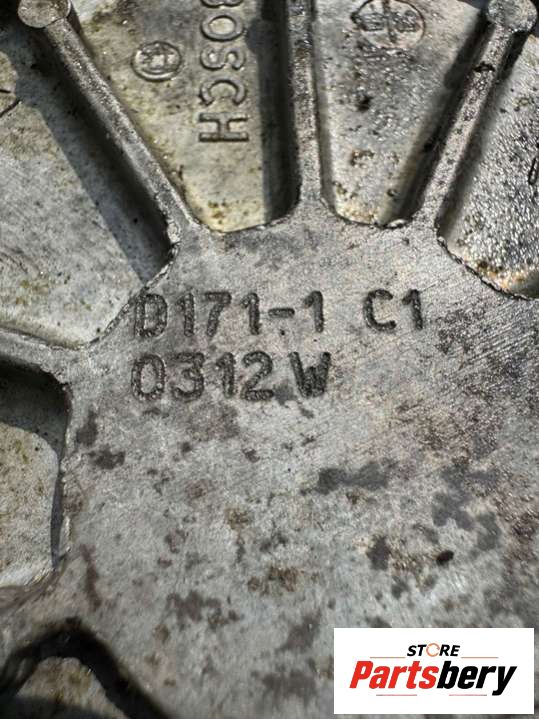 BOSCH
D171-1 C1
0312 W
STORE
Partsbery